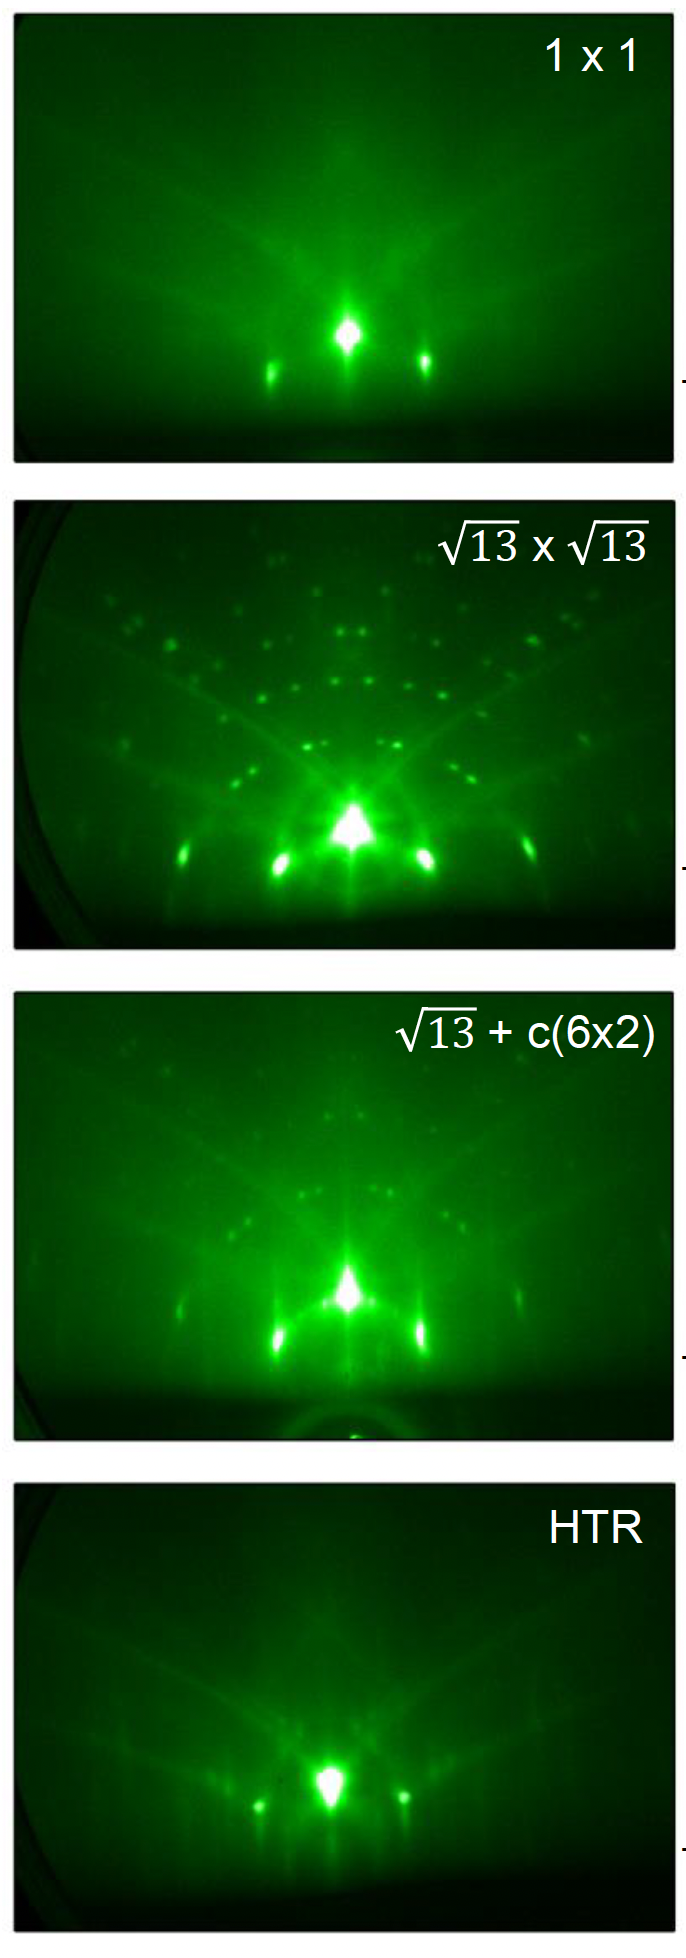 1 x 1
√13 x √13
√13 + c(6x2)
HTR